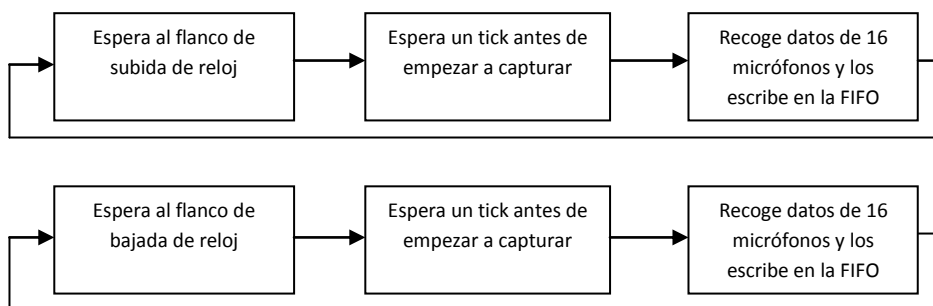 Espera al flanco de
subida de reloj
Espera un tick antes de
empezar a capturar
Recoge datos de 16
micrófonos y los
escribe en la FIFO
Espera al flanco de
bajada de reloj
Espera un tick antes de
empezar a capturar
Recoge datos de 16
micrófonos y los
escribe en la FIFO